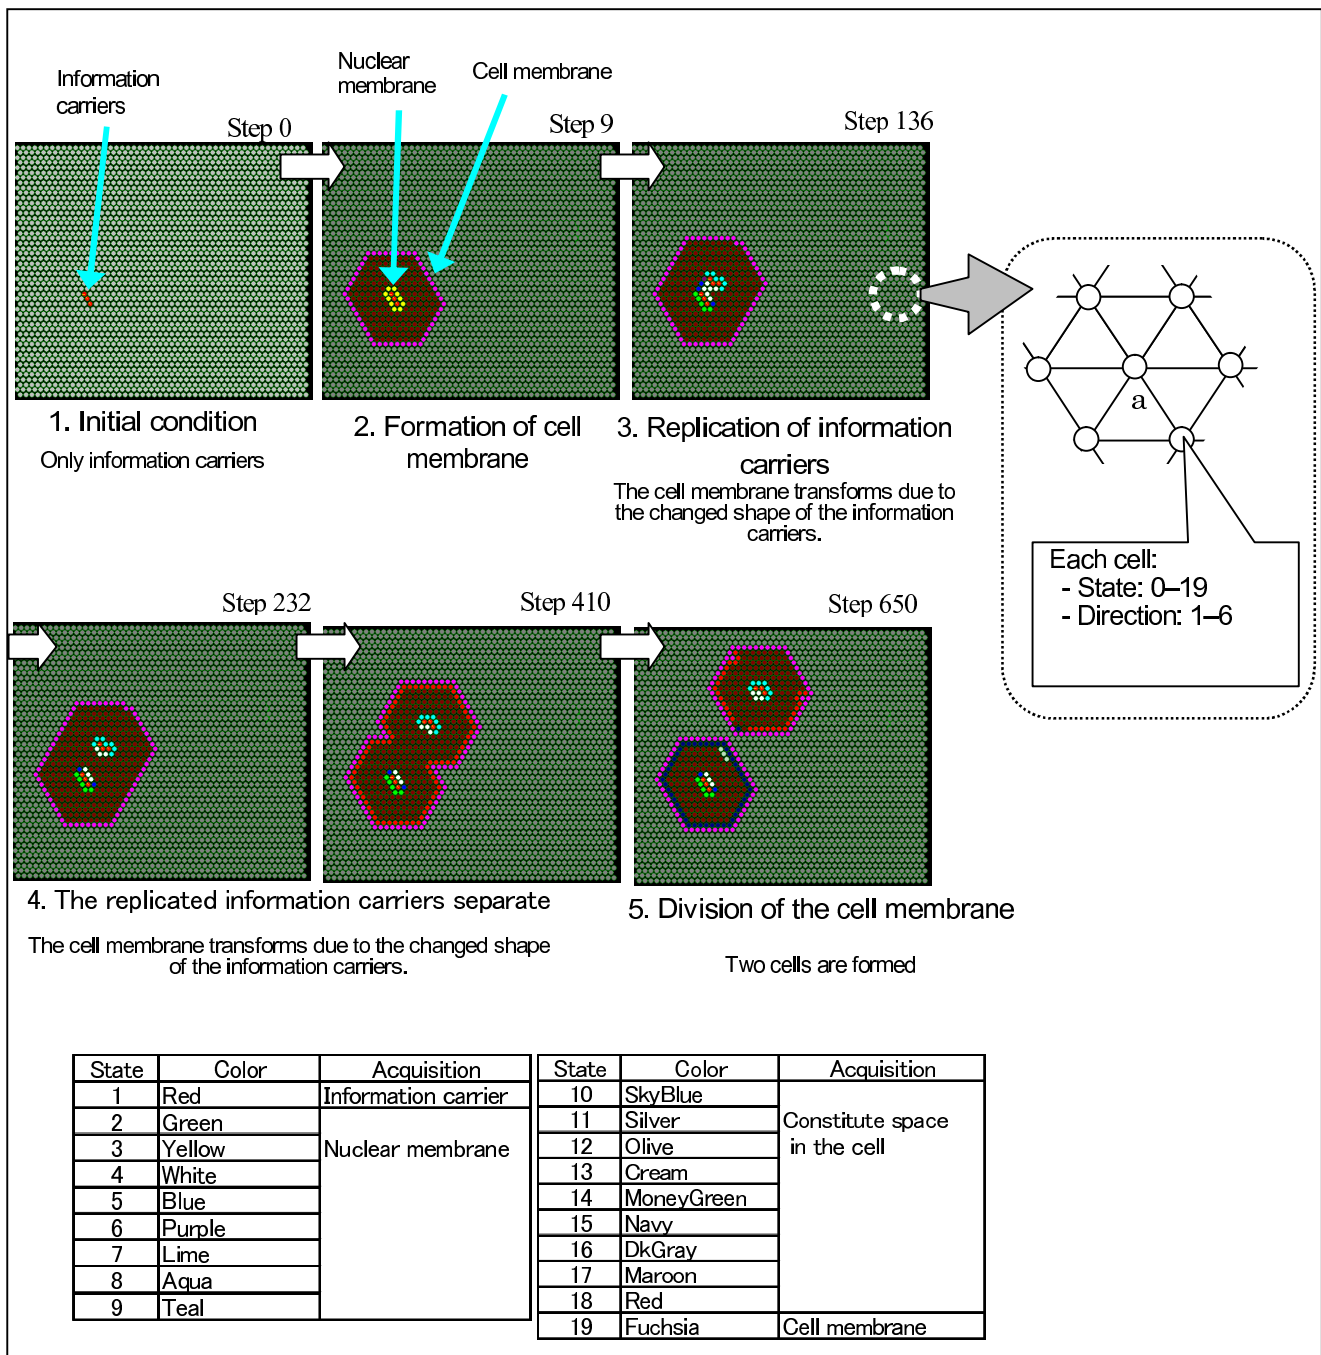 Information
carriers
Nuclear
membrane
Cell membrane
Step 0
Step 9
Step 136
1. Initial condition
Only information carriers
2. Formation of cell
membrane
3. Replication of information
carriers
The cell membrane transforms due to
the changed shape of the information
carriers.
a
Each cell:
- State: 0–19
- Direction: 1–6
Step 232
Step 410
Step 650
4. The replicated information carriers separate
The cell membrane transforms due to the changed shape
of the information carriers.
5. Division of the cell membrane
Two cells are formed
State Color Acquisition
1 Red Information carrier
2 Green
3 Yellow Nuclear membrane
4 White
5 Blue
6 Purple
7 Lime
8 Aqua
9 Teal
State Color Acquisition
10 SkyBlue
11 Silver Constitute space
12 Olive in the cell
13 Cream
14 MoneyGreen
15 Navy
16 DkGray
17 Maroon
18 Red
19 Fuchsia Cell membrane